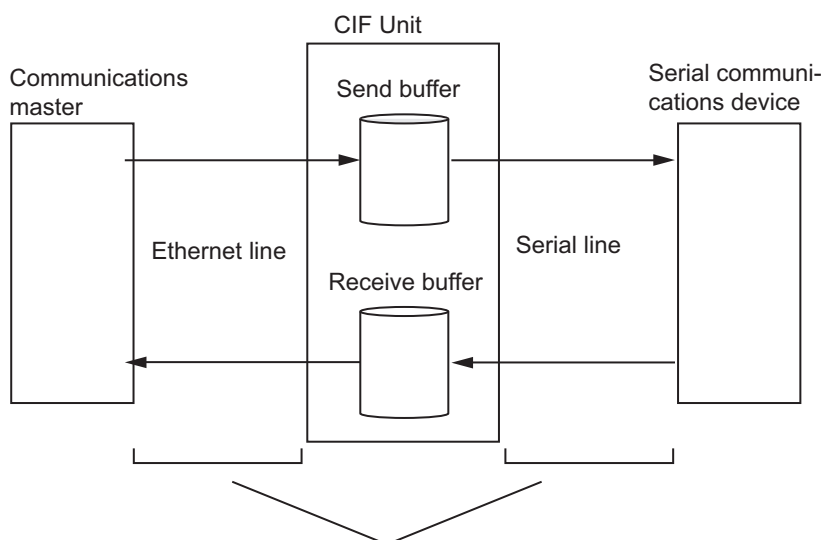 CIF Unit
Communications
master
Send buffer
Serial communi-
cations device
Ethernet line
Serial line
Receive buffer